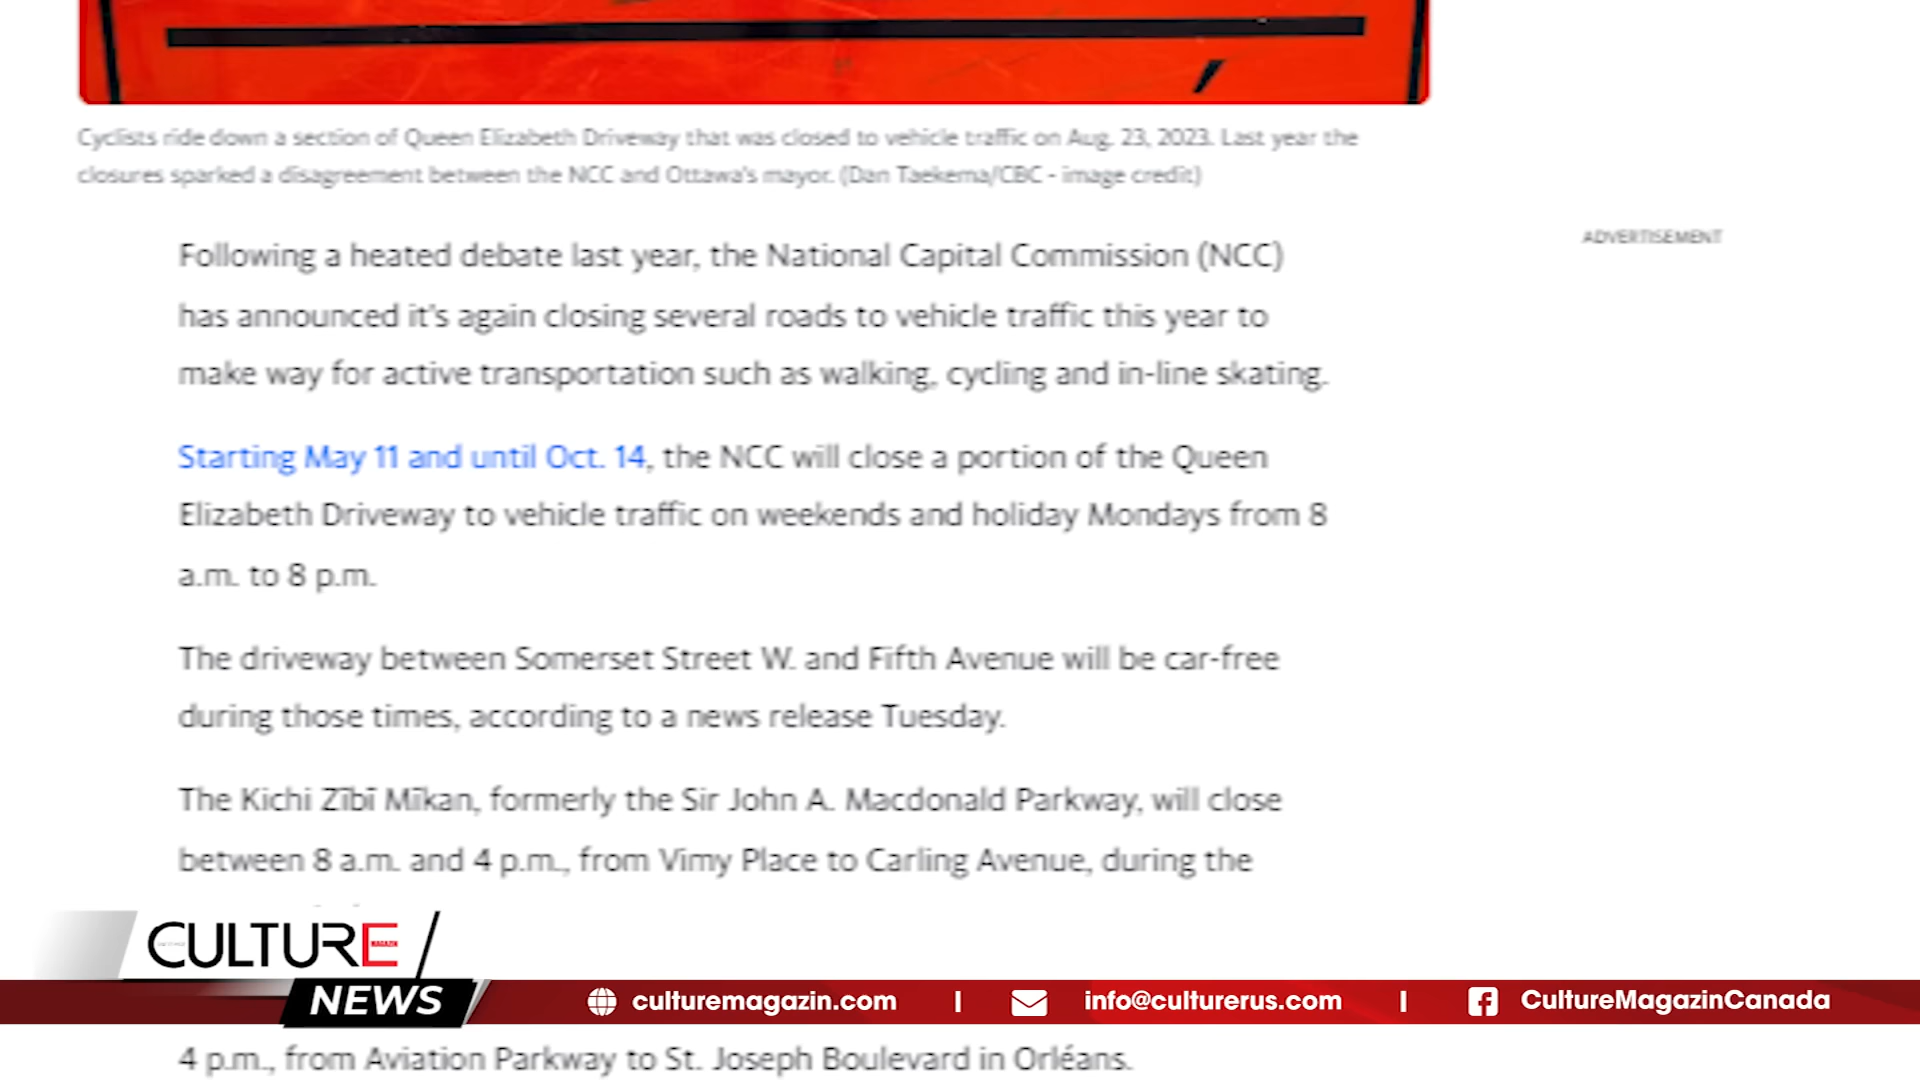 Cyclists ride down a section of Queen Elizabeth Driveway that was closed to vehicle traffic on Aug. 23, 2023. Last year the
closures sparked a disagreement between the NCC and Ottawa's mayor. (Dan Taekema/CBC - image credit)
ADVERTISEMENT
Following a heated debate last year, the National Capital Commission (NCC)
has announced it's again closing several roads to vehicle traffic this year to
make way for active transportation such as walking, cycling and in-line skating.
Starting May 11 and until Oct. 14, the NCC will close a portion of the Queen
Elizabeth Driveway to vehicle traffic on weekends and holiday Mondays from 8
a.m. to 8 p.m.
The driveway between Somerset Street W. and Fifth Avenue will be car-free
during those times, according to a news release Tuesday.
The Kichi Zībī Mīkan, formerly the Sir John A. Macdonald Parkway, will close
between 8 a.m. and 4 p.m., from Vimy Place to Carling Avenue, during the
CULTURE
MAGAZIN
NEWS
culturemagazin.com | info@culturerus.com | CultureMagazinCanada
4 p.m., from Aviation Parkway to St. Joseph Boulevard in Orléans.